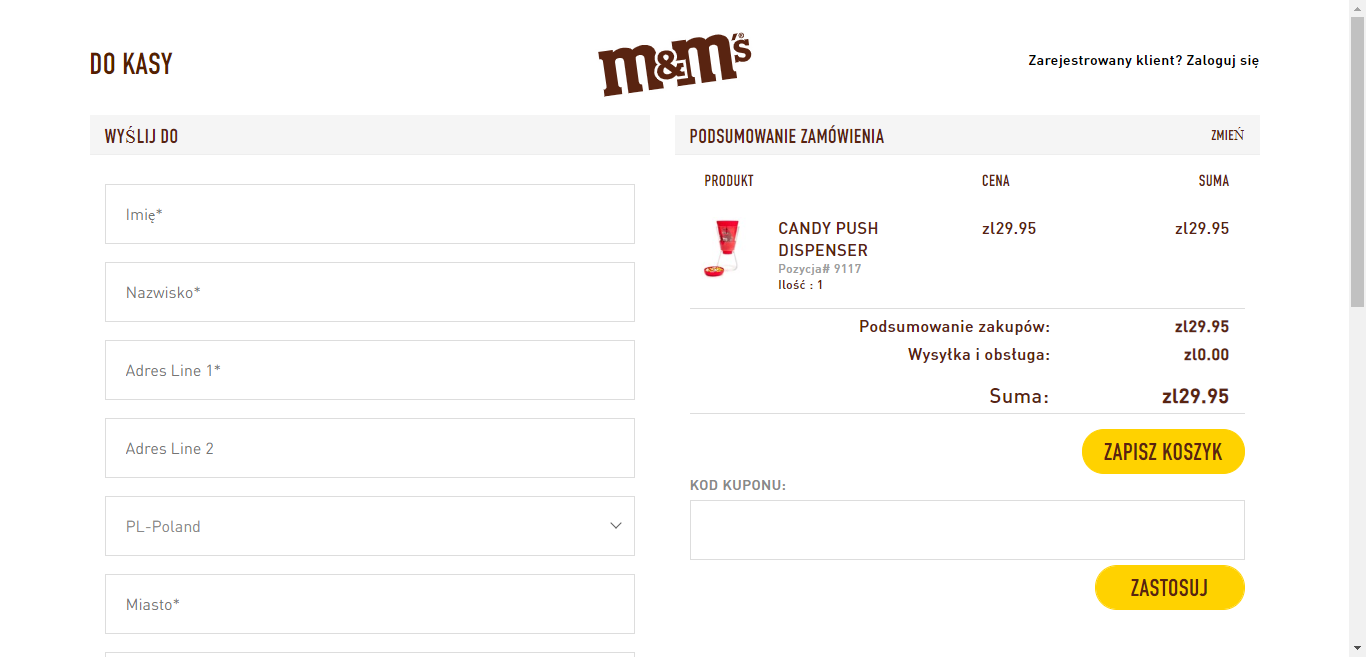 DO KASY
m&m's®
Zarejestrowany klient? Zaloguj się
WYŚLIJ DO
Imię*
Nazwisko*
Adres Line 1*
Adres Line 2
PL-Poland
Miasto*
PODSUMOWANIE ZAMÓWIENIA
ZMIEŃ
PRODUKT CENA SUMA
CANDY PUSH zl29.95 zl29.95
DISPENSER
Pozycja# 9117
Ilość : 1
Podsumowanie zakupów: zl29.95
Wysyłka i obsługa: zl0.00
Suma: zl29.95
ZAPISZ KOSZYK
KOD KUPONU:
ZASTOSUJ